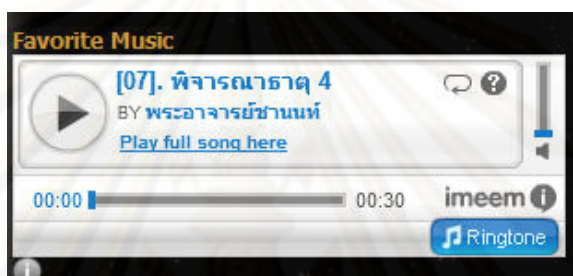 Favorite Music
[07]. พิจารณาธาตุ 4
BY พระอาจารย์ชานนท์
Play full song here
00:00 00:30 imeem
Ringtone